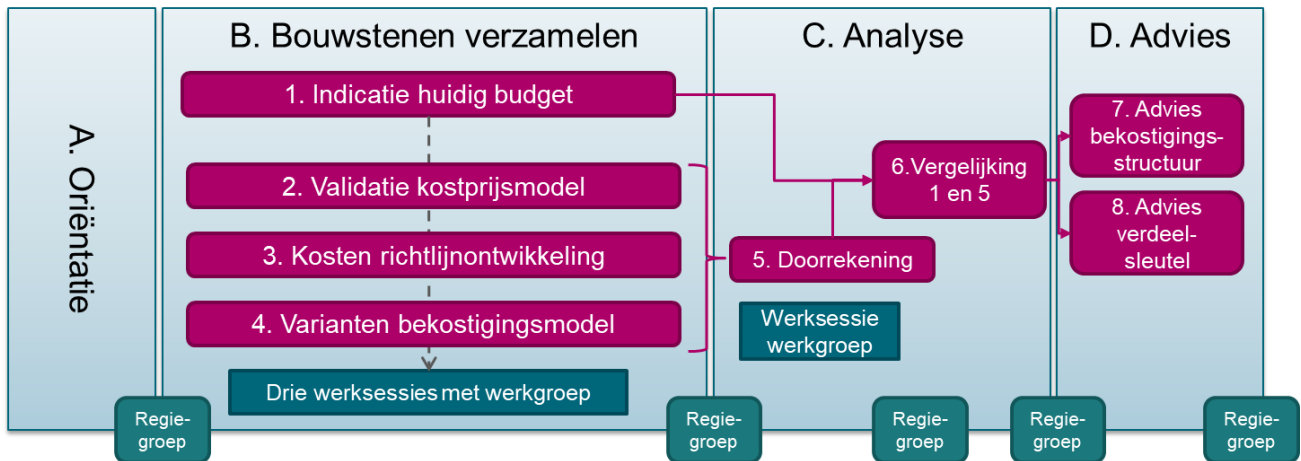 A. Oriëntatie
B. Bouwstenen verzamelen
1. Indicatie huidig budget
2. Validatie kostprijsmodel
3. Kosten richtlijnontwikkeling
4. Varianten bekostigingsmodel
Drie werksessies met werkgroep
C. Analyse
6.Vergelijking
1 en 5
5. Doorrekening
Werksessie
werkgroep
D. Advies
7. Advies
bekostigings-
structuur
8. Advies
verdeel-
sleutel
Regie-
groep
Regie-
groep
Regie-
groep
Regie-
groep
Regie-
groep